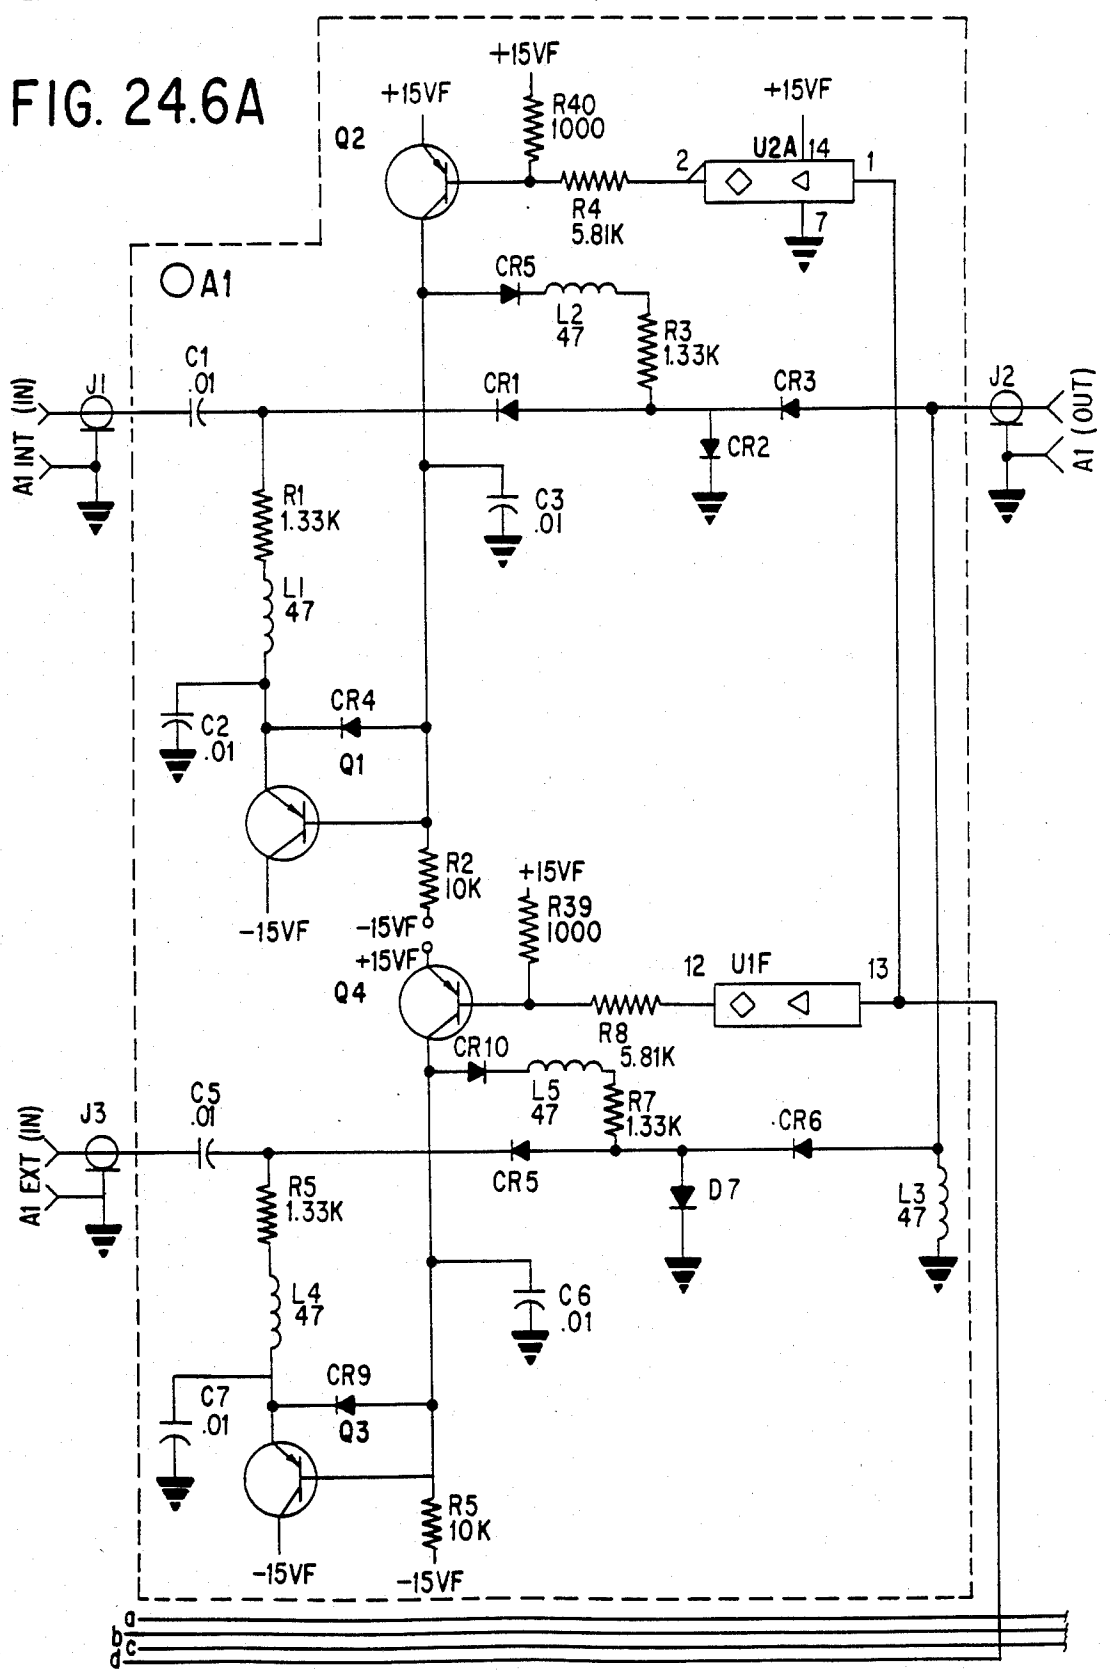 FIG. 24.6A
+15VF
+15VF
R40
1000
+15VF
Q2
U2A
14
2
1
R4
5.81K
7
A1
CR5
L2
47
R3
1.33K
C1
.01
J1
A1 INT (IN)
CR1
CR3
J2
A1 (OUT)
CR2
R1
1.33K
C3
.01
L1
47
CR4
C2
.01
Q1
R2
10K
-15VF
-15VF
+15VF
+15VF
R39
1000
Q4
12
U1F
13
R8
5.81K
CR10
L5
47
R7
1.33K
C5
.01
J3
A1 EXT (IN)
CR6
CR5
D7
R5
1.33K
L3
47
L4
47
C6
.01
CR9
C7
.01
Q3
R5
10K
-15VF
-15VF
a
b
c
d